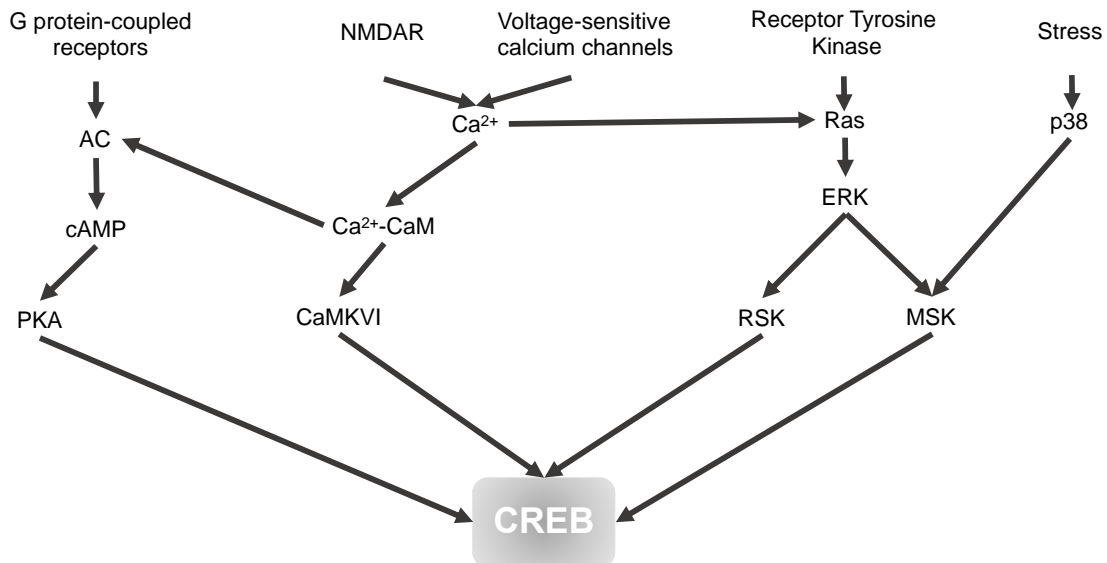 G protein-coupled
receptors
NMDAR
Voltage-sensitive
calcium channels
Receptor Tyrosine
Kinase
Stress
AC
Ca²⁺
Ras
p38
cAMP
Ca²⁺-CaM
ERK
PKA
CaMKVI
RSK
MSK
CREB